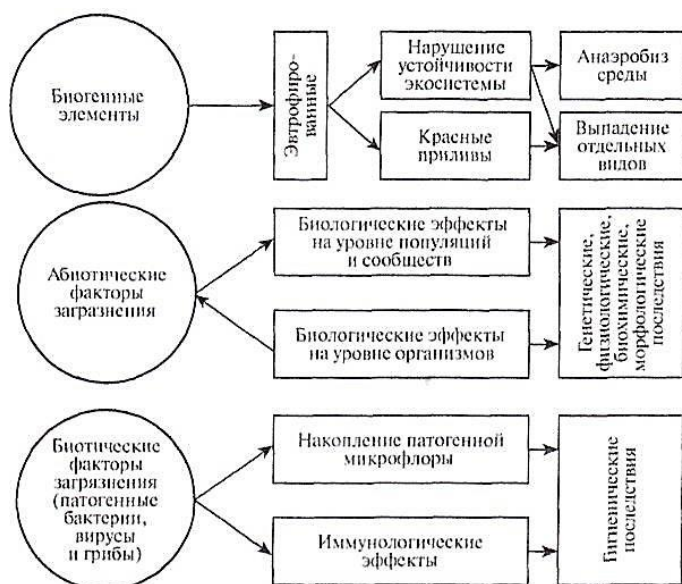 Биогенные
элементы
Эвтрофиро-
ванные
Нарушение
устойчивости
экосистемы
Анаэробиз
среды
Красные
приливы
Выпадение
отдельных
видов
Абиотические
факторы
загрязнения
Биологические эффекты
на уровне популяций
и сообществ
Биологические эффекты
на уровне организмов
Генетические,
физиологические,
биохимические,
морфологические
последствия
Биотические
факторы
загрязнения
(патогенные
бактерии,
вирусы
и грибы)
Накопление патогенной
микрофлоры
Иммунологические
эффекты
Гигиенические
последствия